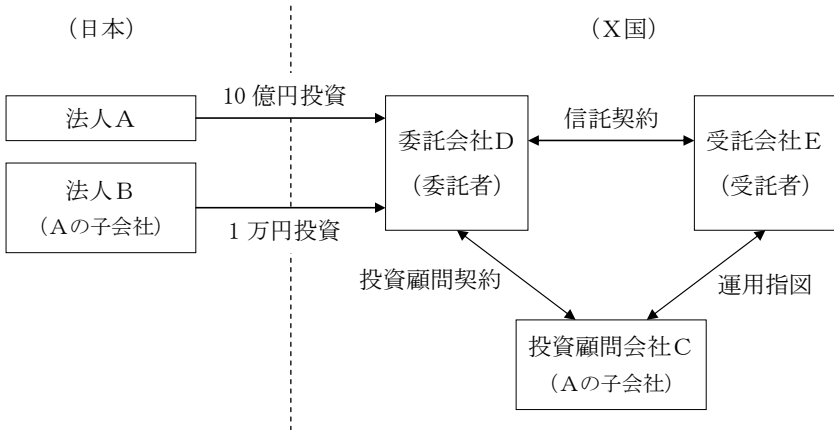 （日本）
（Ｘ国）
法人Ａ
10 億円投資
法人Ｂ
（Ａの子会社）
1 万円投資
委託会社Ｄ
（委託者）
信託契約
受託会社Ｅ
（受託者）
投資顧問契約
運用指図
投資顧問会社Ｃ
（Ａの子会社）